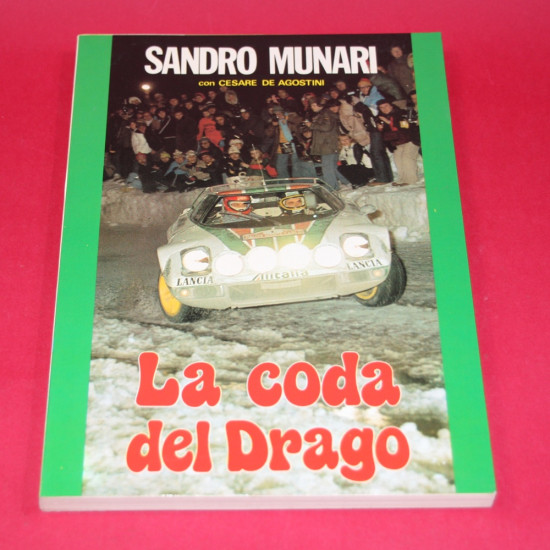 SANDRO MUNARI
con CESARE DE AGOSTINI
LANCIA
Alitalia
LANCIA
La coda
del Drago